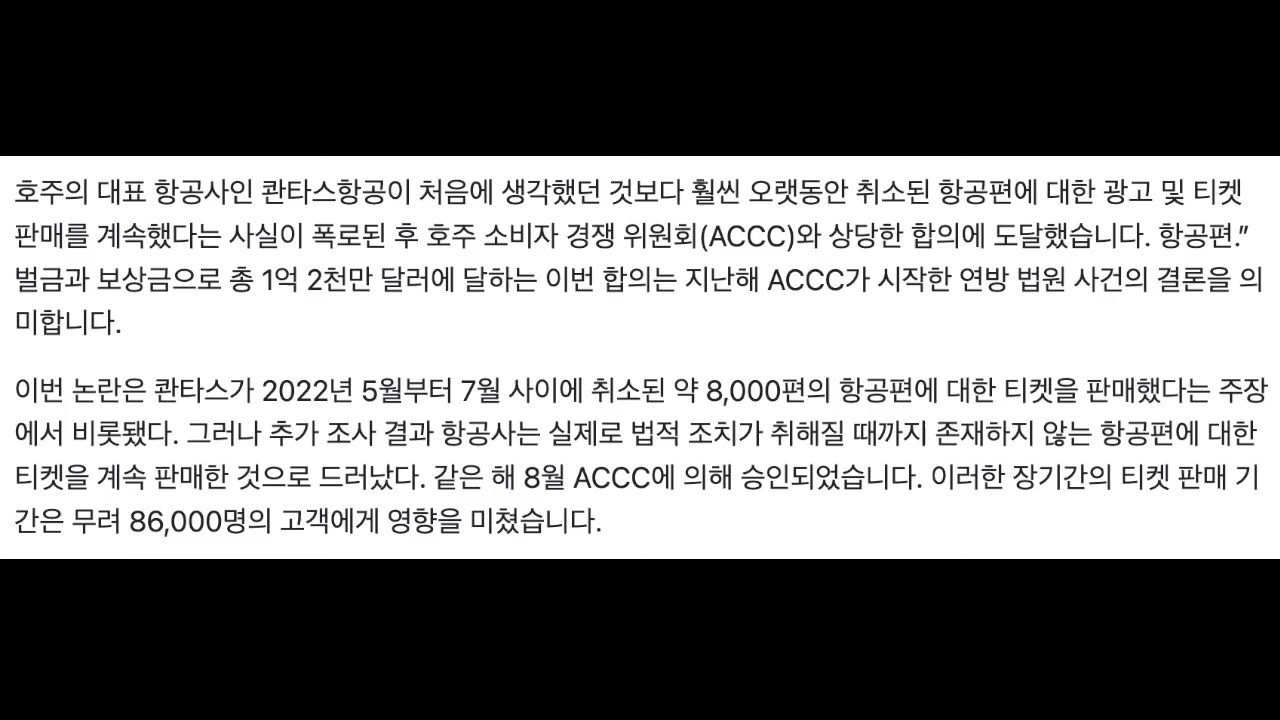 호주의 대표 항공사인 콴타스항공이 처음에 생각했던 것보다 훨씬 오랫동안 취소된 항공편에 대한 광고 및 티켓
판매를 계속했다는 사실이 폭로된 후 호주 소비자 경쟁 위원회(ACCC)와 상당한 합의에 도달했습니다. 항공편.”
벌금과 보상금으로 총 1억 2천만 달러에 달하는 이번 합의는 지난해 ACCC가 시작한 연방 법원 사건의 결론을 의
미합니다.
이번 논란은 콴타스가 2022년 5월부터 7월 사이에 취소된 약 8,000편의 항공편에 대한 티켓을 판매했다는 주장
에서 비롯됐다. 그러나 추가 조사 결과 항공사는 실제로 법적 조치가 취해질 때까지 존재하지 않는 항공편에 대한
티켓을 계속 판매한 것으로 드러났다. 같은 해 8월 ACCC에 의해 승인되었습니다. 이러한 장기간의 티켓 판매 기
간은 무려 86,000명의 고객에게 영향을 미쳤습니다.